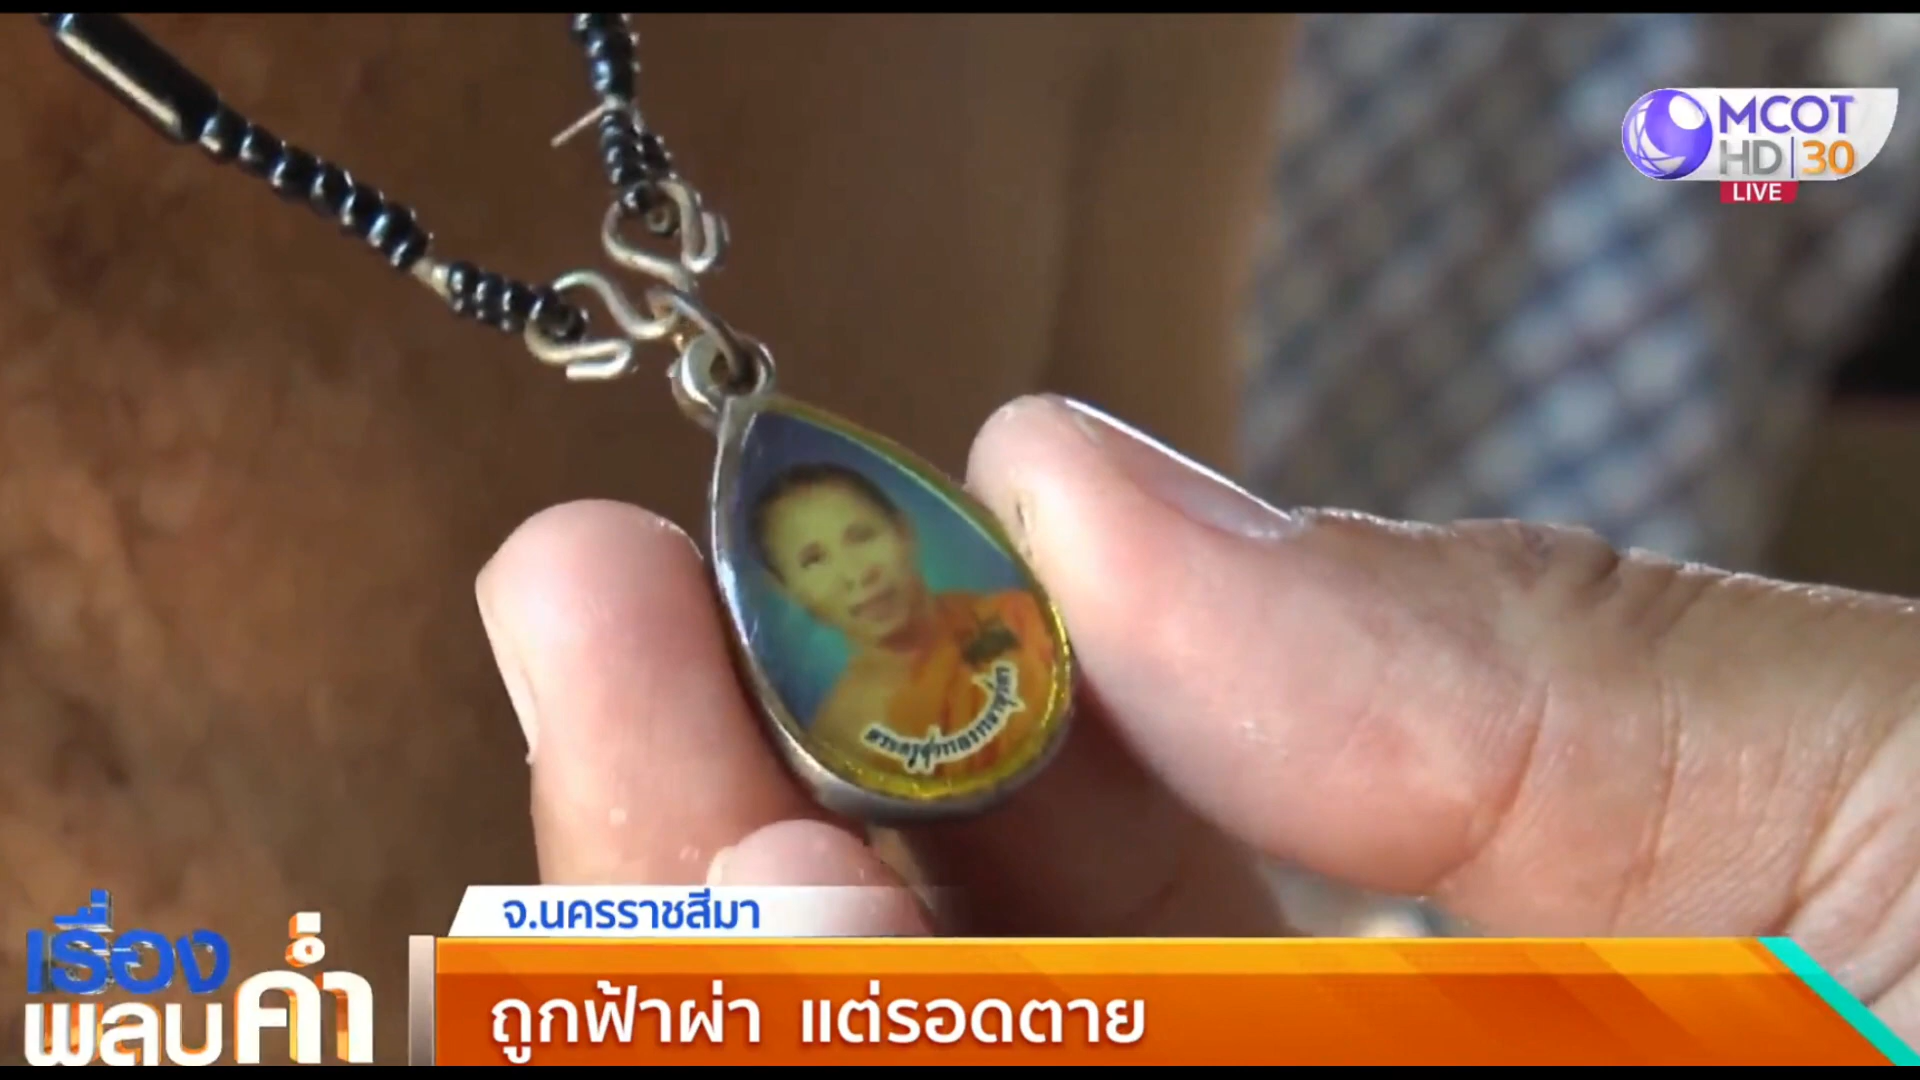 MCOT
HD 30
LIVE
จ.นครราชสีมา
เรื่อง
พลบค่ำ
ถูกฟ้าผ่า แต่รอดตาย